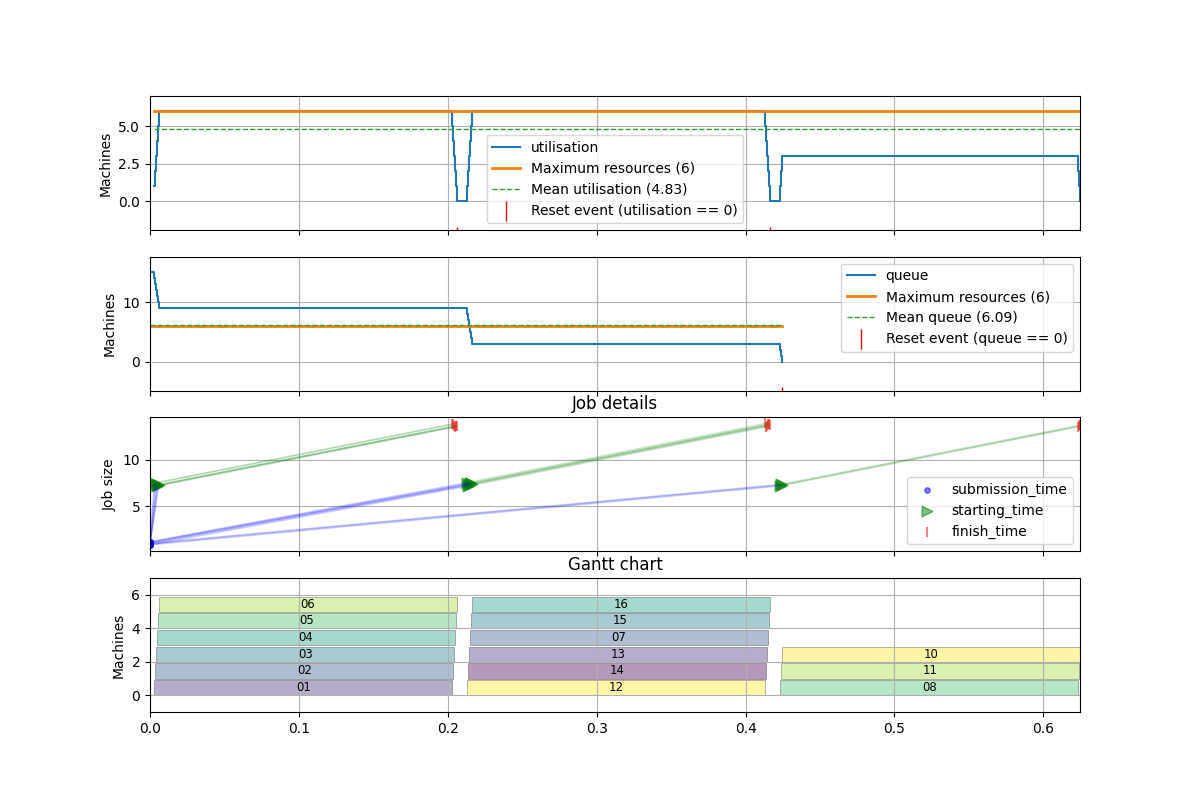 Machines
5.0
2.5
0.0
utilisation
Maximum resources (6)
Mean utilisation (4.83)
Reset event (utilisation == 0)
Machines
10
0
queue
Maximum resources (6)
Mean queue (6.09)
Reset event (queue == 0)
Job details
Job size
10
5
submission_time
starting_time
finish_time
Gantt chart
Machines
6
4
2
0
06 16
05 15
04 07
03 13 10
02 14 11
01 12 08
0.0 0.1 0.2 0.3 0.4 0.5 0.6